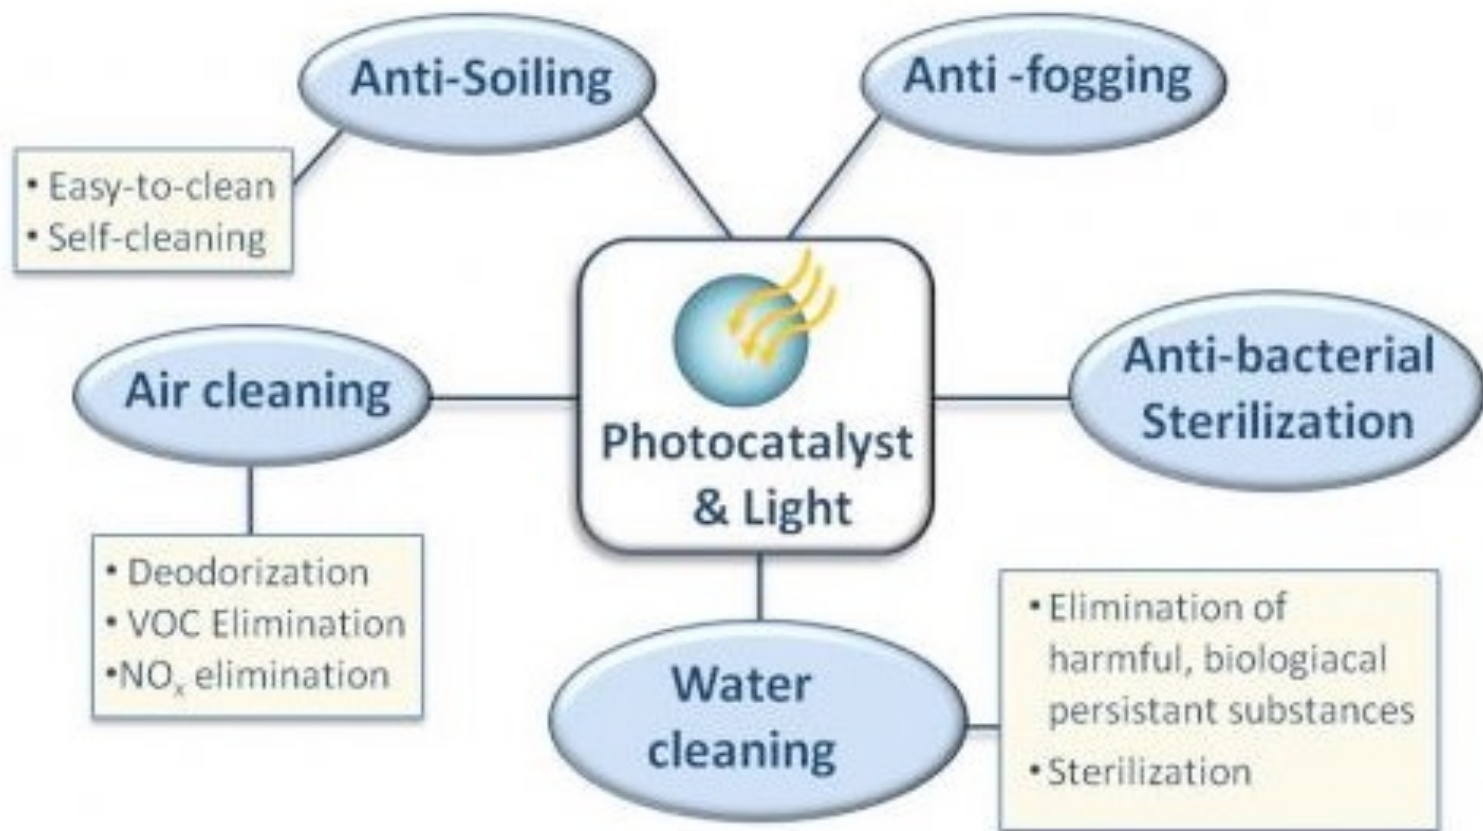 Anti-Soiling
Anti -fogging
• Easy-to-clean
• Self-cleaning
Air cleaning
Anti-bacterial
Sterilization
Photocatalyst
& Light
• Deodorization
• VOC Elimination
•NOₓ elimination
Water
cleaning
• Elimination of
harmful, biologiacal
persistant substances
• Sterilization